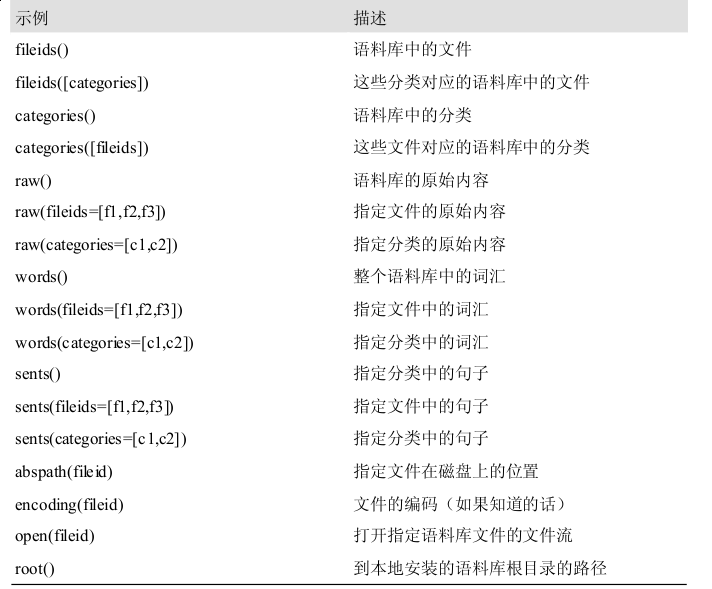 示例 描述
fileids() 语料库中的文件
fileids([categories]) 这些分类对应的语料库中的文件
categories() 语料库中的分类
categories([fileids]) 这些文件对应的语料库中的分类
raw() 语料库的原始内容
raw(fileids=[f1,f2,f3]) 指定文件的原始内容
raw(categories=[c1,c2]) 指定分类的原始内容
words() 整个语料库中的词汇
words(fileids=[f1,f2,f3]) 指定文件中的词汇
words(categories=[c1,c2]) 指定分类中的词汇
sents() 指定分类中的句子
sents(fileids=[f1,f2,f3]) 指定文件中的句子
sents(categories=[c1,c2]) 指定分类中的句子
abspath(fileid) 指定文件在磁盘上的位置
encoding(fileid) 文件的编码（如果知道的话）
open(fileid) 打开指定语料库文件的文件流
root() 到本地安装的语料库根目录的路径